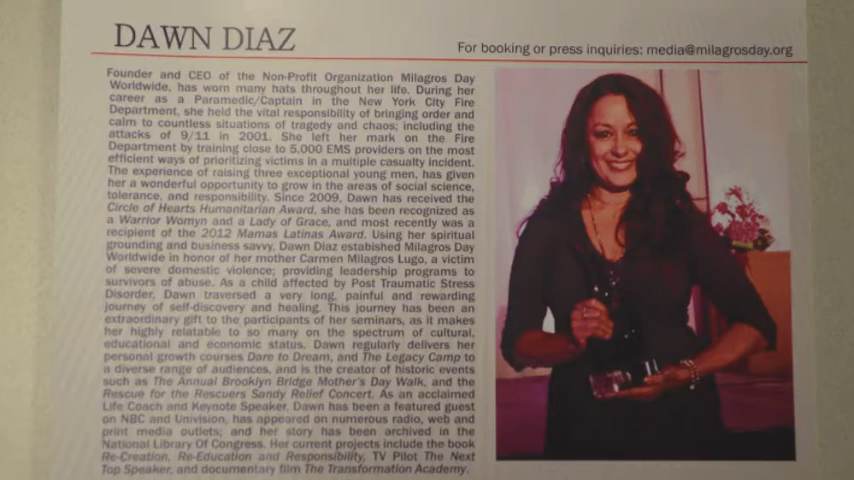 DAWN DIAZ
For booking or press inquiries: media@milagrosday.org
Founder and CEO of the Non-Profit Organization Milagros Day
Worldwide, has worn many hats throughout her life. During her
career as a Paramedic/Captain in the New York City Fire
Department, she held the vital responsibility of bringing order and
calm to countless situations of tragedy and chaos; including the
attacks of 9/11 in 2001. She left her mark on the Fire
Department by training close to 5,000 EMS providers on the most
efficient ways of prioritizing victims in a multiple casualty incident.
The experience of raising three exceptional young men, has given
her a wonderful opportunity to grow in the areas of social science,
tolerance, and responsibility. Since 2009, Dawn has received the
Circle of Hearts Humanitarian Award, she has been recognized as
a Warrior Womyn and a Lady of Grace, and most recently was a
recipient of the 2012 Mamas Latinas Award. Using her spiritual
grounding and business savvy, Dawn Diaz estabished Milagros Day
Worldwide in honor of her mother Carmen Milagros Lugo, a victim
of severe domestic violence; providing leadership programs to
survivors of abuse. As a child affected by Post Traumatic Stress
Disorder, Dawn traversed a very long, painful and rewarding
journey of self-discovery and healing. This journey has been an
extraordinary gift to the participants of her seminars, as it makes
her highly relatable to so many on the spectrum of cultural,
educational and economic status. Dawn regularly delivers her
personal growth courses Dare to Dream, and The Legacy Camp to
a diverse range of audiences, and is the creator of historic events
such as The Annual Brooklyn Bridge Mother's Day Walk, and the
Rescue for the Rescuers Sandy Relief Concert. As an acclaimed
Life Coach and Keynote Speaker, Dawn has been a featured guest
on NBC and Univision, has appeared on numerous radio, web and
print media outlets; and her story has been archived in the
National Library Of Congress. Her current projects include the book
Re-Creation, Re-Education and Responsibility, TV Pilot The Next
Top Speaker, and documentary film The Transformation Academy.